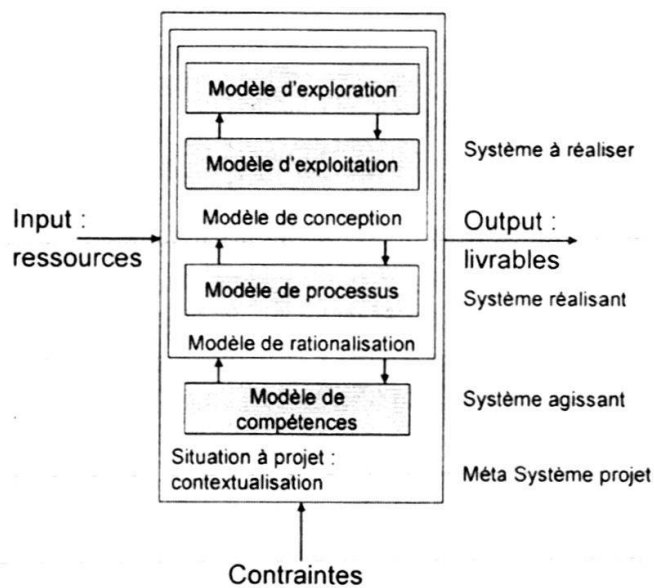 Modèle d'exploration
Modèle d'exploitation
Système à réaliser
Modèle de conception
Input :
ressources
Output :
livrables
Modèle de processus
Système réalisant
Modèle de rationalisation
Modèle de
compétences
Système agissant
Situation à projet :
contextualisation
Méta Système projet
Contraintes